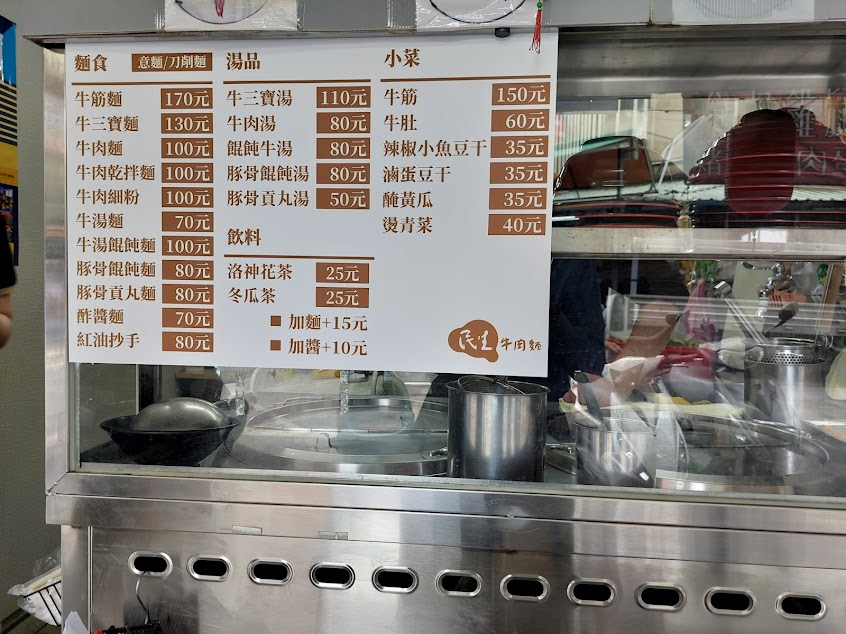 麵食 意麵/刀削麵
牛筋麵 170元
牛三寶麵 130元
牛肉麵 100元
牛肉乾拌麵 100元
牛肉細粉 100元
牛湯麵 70元
牛湯餛飩麵 100元
豚骨餛飩麵 80元
豚骨貢丸麵 80元
酢醬麵 70元
紅油抄手 80元
湯品
牛三寶湯 110元
牛肉湯 80元
餛飩牛湯 80元
豚骨餛飩湯 80元
豚骨貢丸湯 50元
飲料
洛神花茶 25元
冬瓜茶 25元
加麵+15元
加醬+10元
小菜
牛筋 150元
牛肚 60元
辣椒小魚豆干 35元
滷蛋豆干 35元
醃黃瓜 35元
燙青菜 40元
民生 牛肉麵